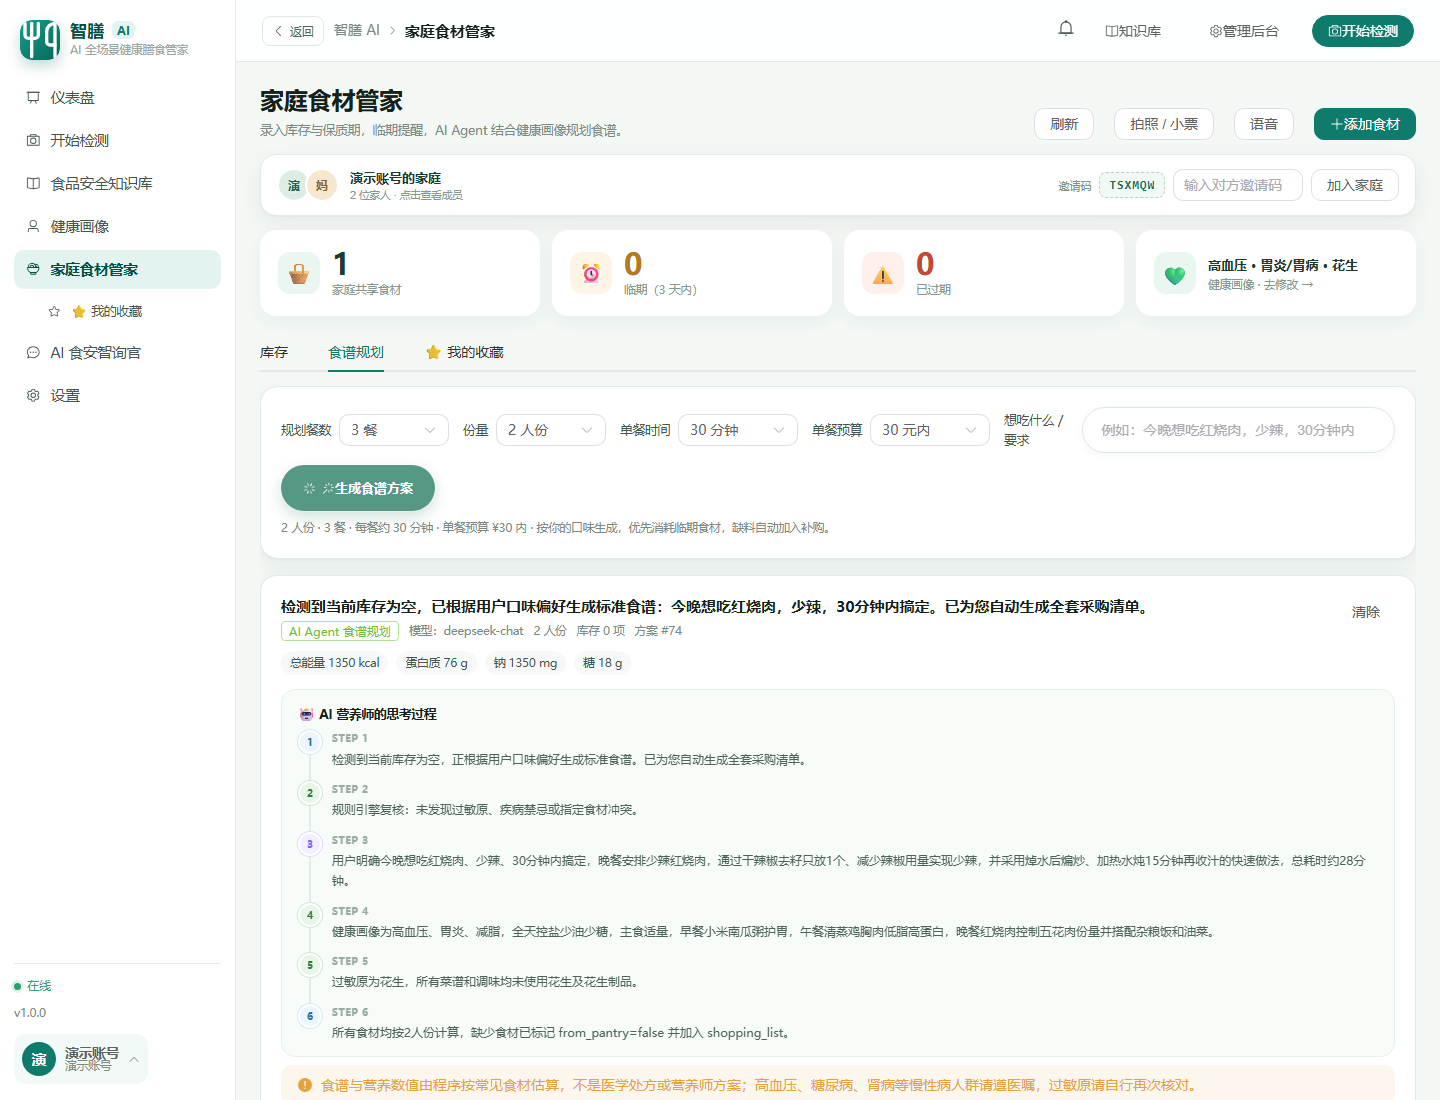 智膳 AI
AI 全场景健康膳食管家
仪表盘
开始检测
食品安全知识库
健康画像
家庭食材管家
我的收藏
AI 食安智询官
设置
在线
v1.0.0
演
演示账号
演示账号
返回
智膳 AI
家庭食材管家
知识库
管理后台
开始检测
家庭食材管家
录入库存与保质期，临期提醒，AI Agent 结合健康画像规划食谱。
刷新
拍照 / 小票
语音
添加食材
演
妈
演示账号的家庭
2 位家人 · 点击查看成员
邀请码
TSXMQW
输入对方邀请码
加入家庭
1
家庭共享食材
0
临期（3 天内）
0
已过期
高血压 • 胃炎/胃病 • 花生
健康画像 · 去修改 →
库存
食谱规划
我的收藏
规划餐数
3 餐
份量
2 人份
单餐时间
30 分钟
单餐预算
30 元内
想吃什么 /
要求
例如：今晚想吃红烧肉，少辣，30分钟内
生成食谱方案
2 人份 · 3 餐 · 每餐约 30 分钟 · 单餐预算 ¥30 内 · 按你的口味生成，优先消耗临期食材，缺料自动加入补购。
检测到当前库存为空，已根据用户口味偏好生成标准食谱：今晚想吃红烧肉，少辣，30分钟内搞定。已为您自动生成全套采购清单。
清除
AI Agent 食谱规划
模型：deepseek-chat
2 人份
库存 0 项
方案 #74
总能量 1350 kcal
蛋白质 76 g
钠 1350 mg
糖 18 g
AI 营养师的思考过程
1
STEP 1
检测到当前库存为空，正根据用户口味偏好生成标准食谱。已为您自动生成全套采购清单。
2
STEP 2
规则引擎复核：未发现过敏原、疾病禁忌或指定食材冲突。
3
STEP 3
用户明确今晚想吃红烧肉、少辣、30分钟内搞定，晚餐安排少辣红烧肉，通过干辣椒去籽只放1个、减少辣椒用量实现少辣，并采用焯水后煸炒、加热水炖15分钟再收汁的快速做法，总耗时约28分
钟。
4
STEP 4
健康画像为高血压、胃炎、减脂，全天控盐少油少糖，主食适量，早餐小米南瓜粥护胃，午餐清蒸鸡胸肉低脂高蛋白，晚餐红烧肉控制五花肉份量并搭配杂粮饭和油菜。
5
STEP 5
过敏原为花生，所有菜谱和调味均未使用花生及花生制品。
6
STEP 6
所有食材均按2人份计算，缺少食材已标记 from_pantry=false 并加入 shopping_list。
食谱与营养数值由程序按常见食材估算，不是医学处方或营养师方案；高血压、糖尿病、肾病等慢性病人群请遵医嘱，过敏原请自行再次核对。